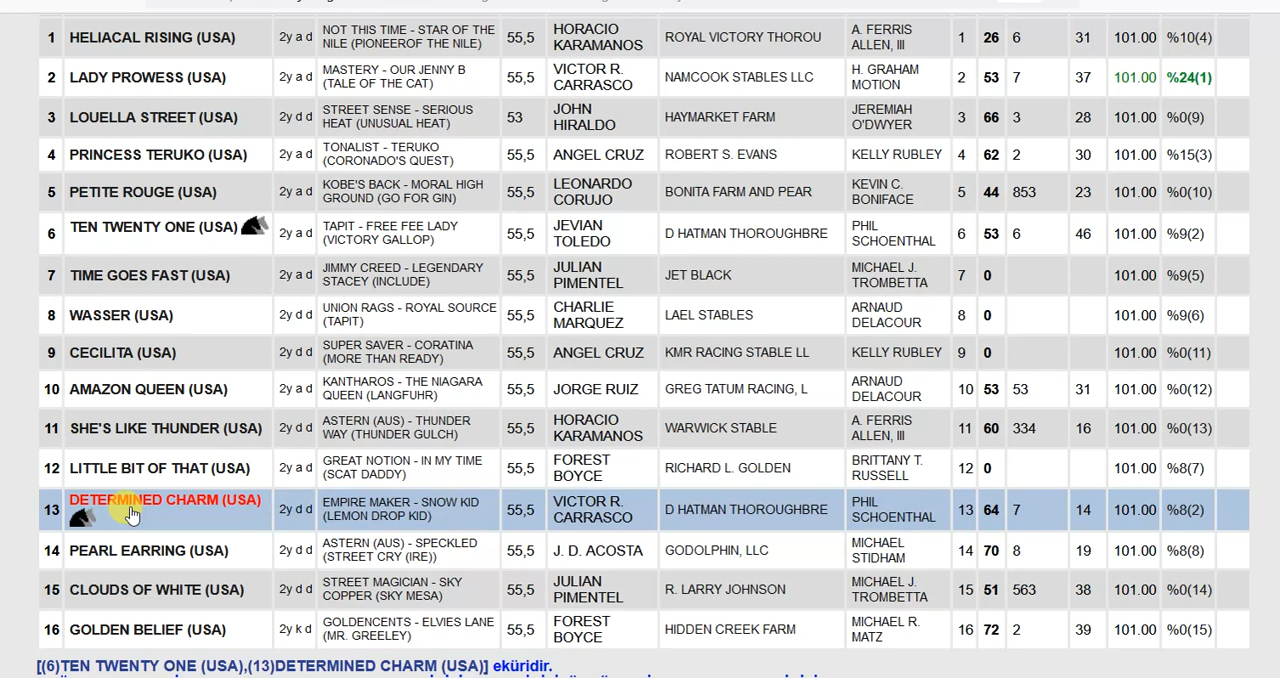 1 HELIACAL RISING (USA) 2y a d NOT THIS TIME - STAR OF THE NILE (PIONEEROF THE NILE) 55,5 HORACIO KARAMANOS ROYAL VICTORY THOROU A. FERRIS ALLEN, III 1 26 6 31 101.00 %10(4)
2 LADY PROWESS (USA) 2y a d MASTERY - OUR JENNY B (TALE OF THE CAT) 55,5 VICTOR R. CARRASCO NAMCOOK STABLES LLC H. GRAHAM MOTION 2 53 7 37 101.00 %24(1)
3 LOUELLA STREET (USA) 2y d d STREET SENSE - SERIOUS HEAT (UNUSUAL HEAT) 53 JOHN HIRALDO HAYMARKET FARM JEREMIAH O'DWYER 3 66 3 28 101.00 %0(9)
4 PRINCESS TERUKO (USA) 2y a d TONALIST - TERUKO (CORONADO'S QUEST) 55,5 ANGEL CRUZ ROBERT S. EVANS KELLY RUBLEY 4 62 2 30 101.00 %15(3)
5 PETITE ROUGE (USA) 2y a d KOBE'S BACK - MORAL HIGH GROUND (GO FOR GIN) 55,5 LEONARDO CORUJO BONITA FARM AND PEAR KEVIN C. BONIFACE 5 44 853 23 101.00 %0(10)
6 TEN TWENTY ONE (USA) 2y a d TAPIT - FREE FEE LADY (VICTORY GALLOP) 55,5 JEVIAN TOLEDO D HATMAN THOROUGHBRE PHIL SCHOENTHAL 6 53 6 46 101.00 %9(2)
7 TIME GOES FAST (USA) 2y a d JIMMY CREED - LEGENDARY STACEY (INCLUDE) 55,5 JULIAN PIMENTEL JET BLACK MICHAEL J. TROMBETTA 7 0 101.00 %9(5)
8 WASSER (USA) 2y d d UNION RAGS - ROYAL SOURCE (TAPIT) 55,5 CHARLIE MARQUEZ LAEL STABLES ARNAUD DELACOUR 8 0 101.00 %9(6)
9 CECILITA (USA) 2y d d SUPER SAVER - CORATINA (MORE THAN READY) 55,5 ANGEL CRUZ KMR RACING STABLE LL KELLY RUBLEY 9 0 101.00 %0(11)
10 AMAZON QUEEN (USA) 2y a d KANTHAROS - THE NIAGARA QUEEN (LANGFUHR) 55,5 JORGE RUIZ GREG TATUM RACING, L ARNAUD DELACOUR 10 53 53 31 101.00 %0(12)
11 SHE'S LIKE THUNDER (USA) 2y d d ASTERN (AUS) - THUNDER WAY (THUNDER GULCH) 55,5 HORACIO KARAMANOS WARWICK STABLE A. FERRIS ALLEN, III 11 60 334 16 101.00 %0(13)
12 LITTLE BIT OF THAT (USA) 2y a d GREAT NOTION - IN MY TIME (SCAT DADDY) 55,5 FOREST BOYCE RICHARD L. GOLDEN BRITTANY T. RUSSELL 12 0 101.00 %8(7)
13 DETERMINED CHARM (USA) 2y d d EMPIRE MAKER - SNOW KID (LEMON DROP KID) 55,5 VICTOR R. CARRASCO D HATMAN THOROUGHBRE PHIL SCHOENTHAL 13 64 7 14 101.00 %8(2)
14 PEARL EARRING (USA) 2y d d ASTERN (AUS) - SPECKLED (STREET CRY (IRE)) 55,5 J. D. ACOSTA GODOLPHIN, LLC MICHAEL STIDHAM 14 70 8 19 101.00 %8(8)
15 CLOUDS OF WHITE (USA) 2y d d STREET MAGICIAN - SKY COPPER (SKY MESA) 55,5 JULIAN PIMENTEL R. LARRY JOHNSON MICHAEL J. TROMBETTA 15 51 563 38 101.00 %0(14)
16 GOLDEN BELIEF (USA) 2y k d GOLDENCENTS - ELVIES LANE (MR. GREELEY) 55,5 FOREST BOYCE HIDDEN CREEK FARM MICHAEL R. MATZ 16 72 2 39 101.00 %0(15)
[(6)TEN TWENTY ONE (USA),(13)DETERMINED CHARM (USA)] eküridir.